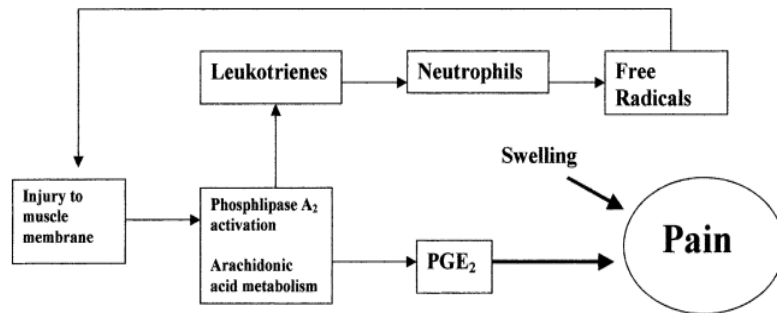 Leukotrienes
Neutrophils
Free
Radicals
Swelling
Injury to
muscle
membrane
Phosphlipase A₂
activation
Arachidonic
acid metabolism
PGE₂
Pain